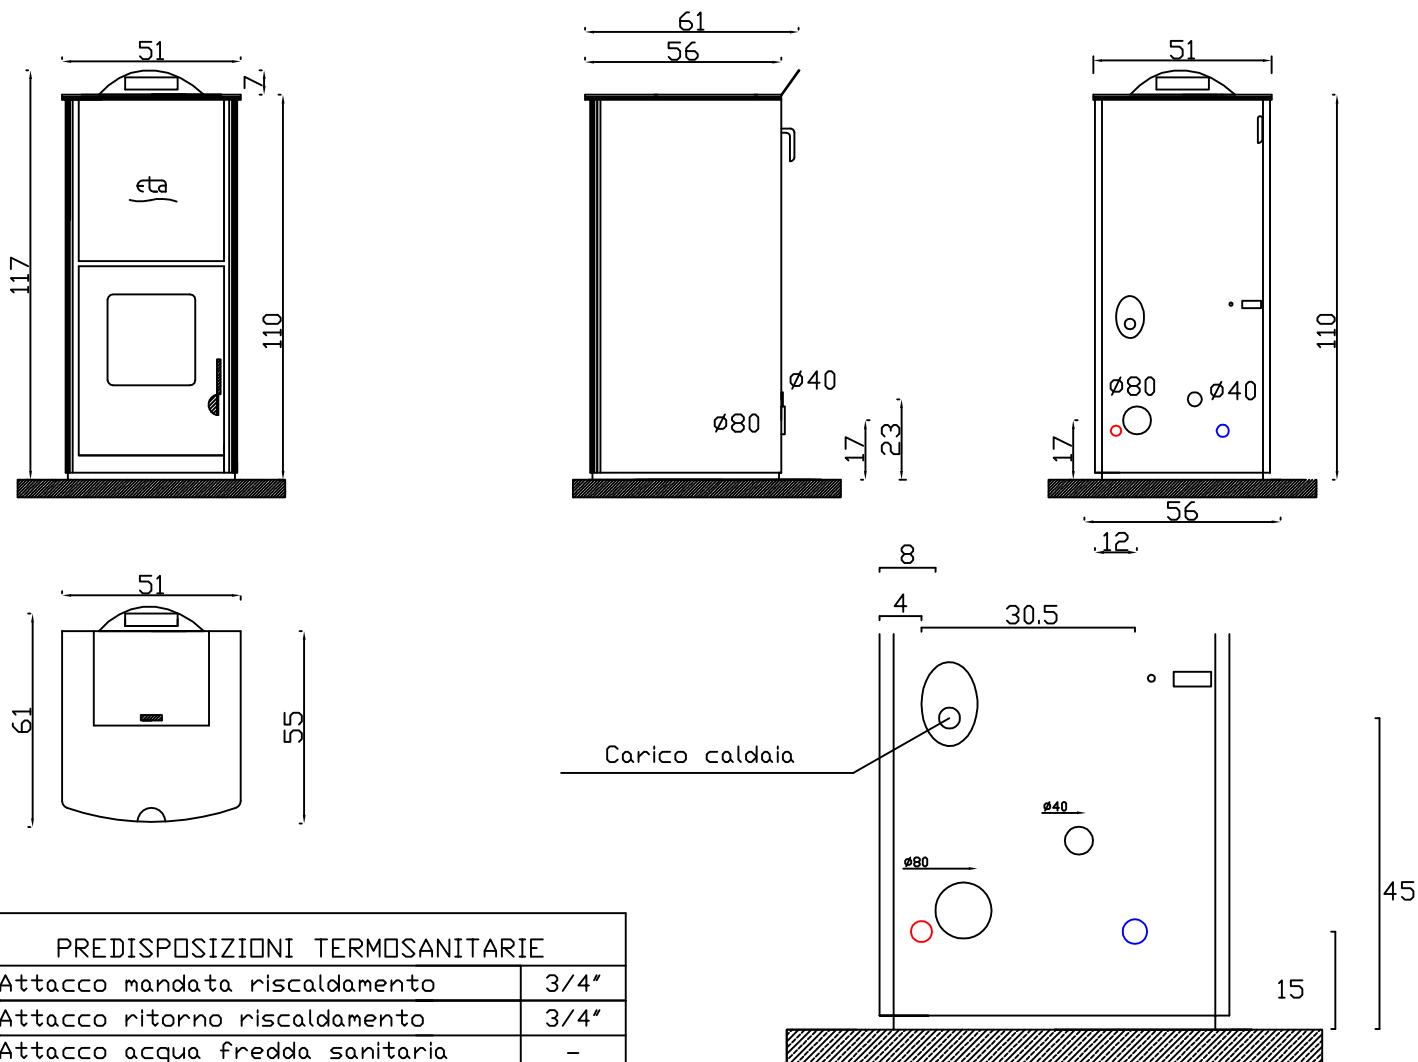 51
7
117
110
eta
61
56
Ø40
Ø80
17
23
51
110
Ø80
Ø40
17
56
12
51
61
55
8
4
30.5
Carico caldaia
Ø40
Ø80
45
15
PREDISPOSIZIONI TERMOSANITARIE
Attacco mandata riscaldamento 3/4"
Attacco ritorno riscaldamento 3/4"
Attacco acqua fredda sanitaria -